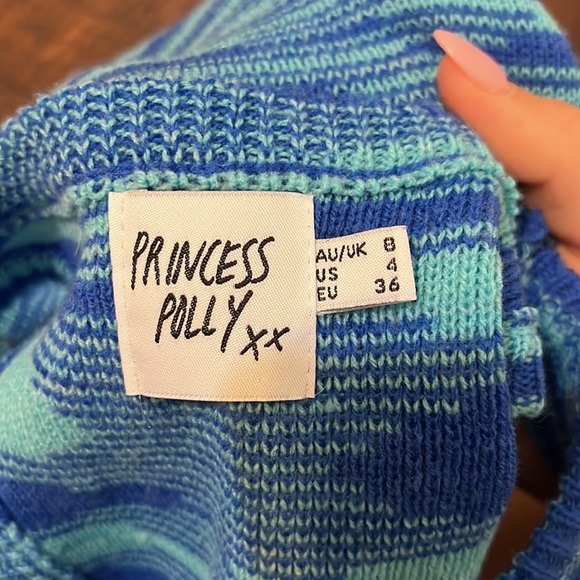 PRINCESS
POLLY xx
AU/UK 8
US 4
EU 36